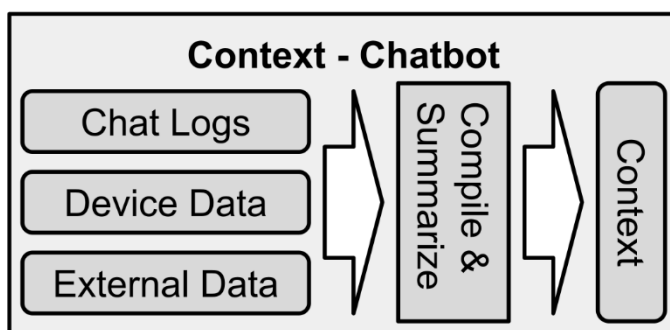 Context - Chatbot
Chat Logs
Device Data
External Data
Compile &
Summarize
Context